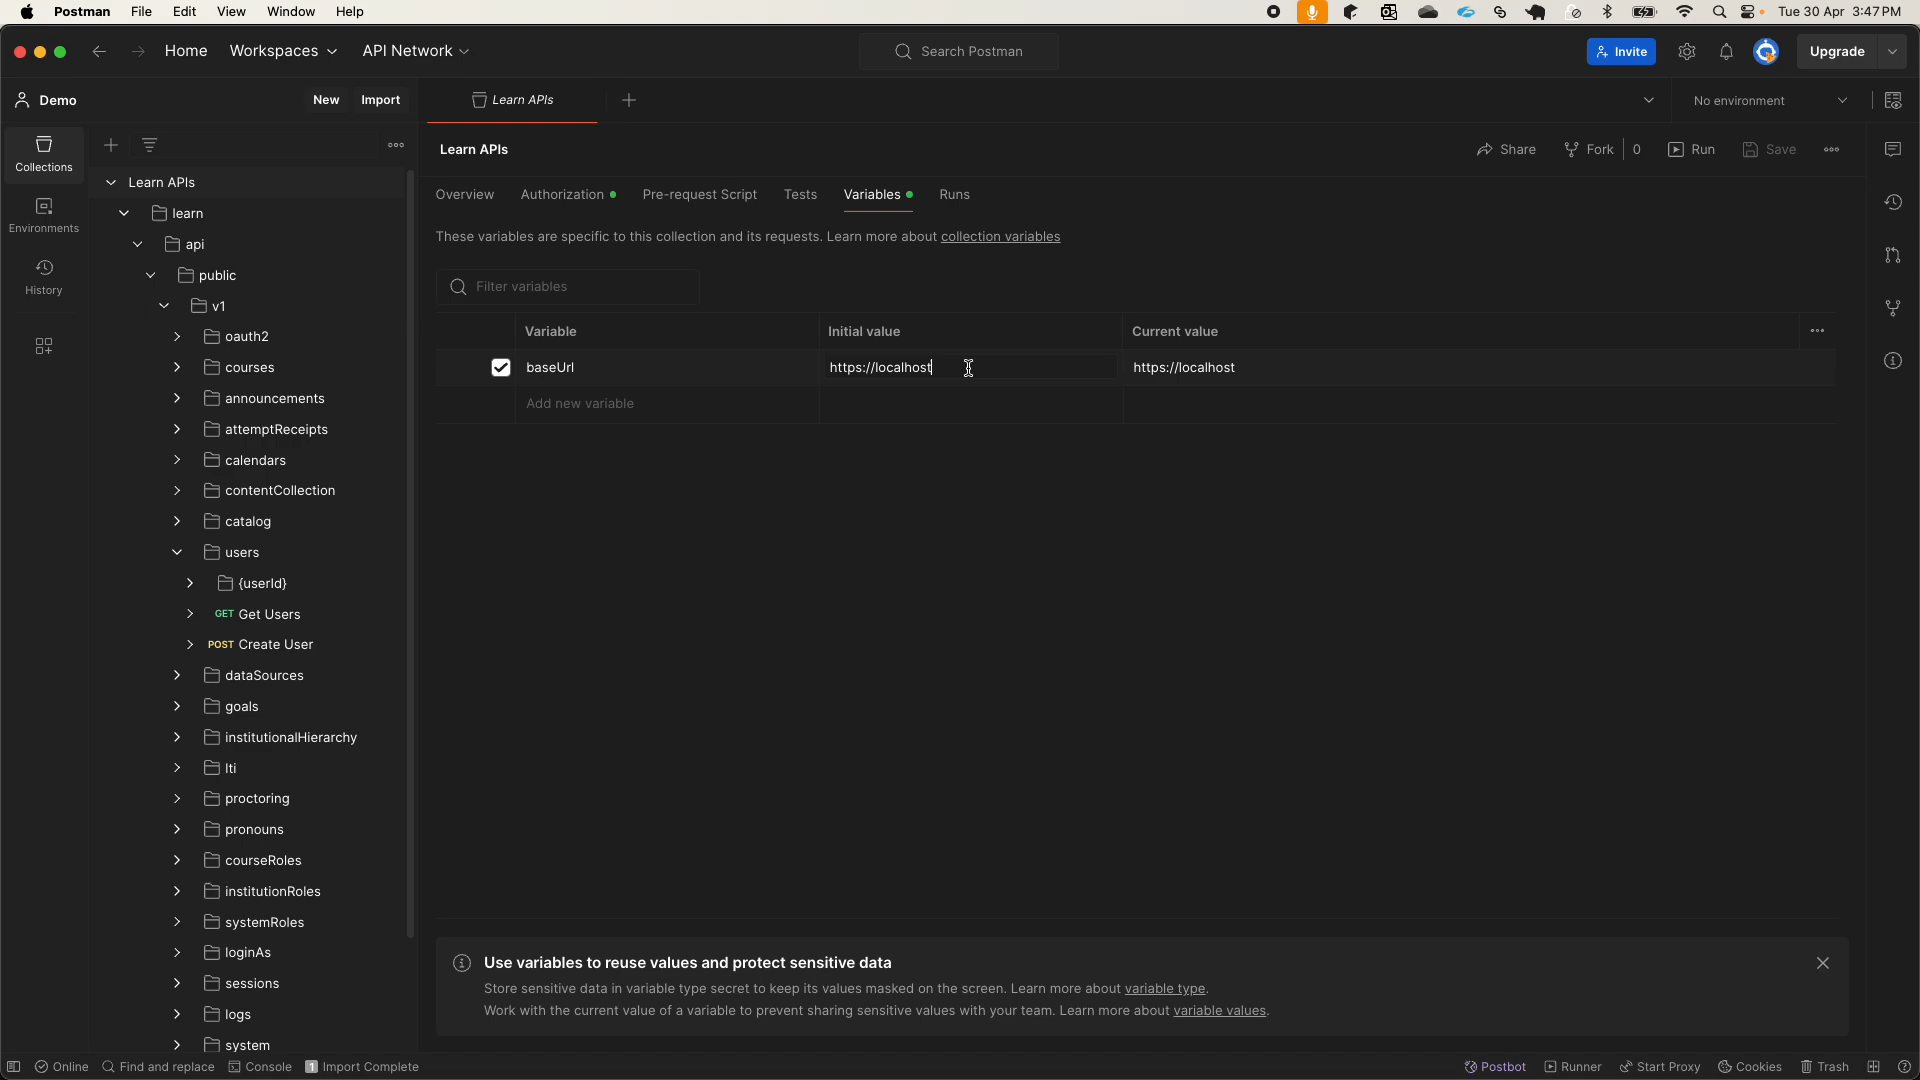 Postman File Edit View Window Help Tue 30 Apr 3:47 PM
Home Workspaces API Network Search Postman Invite Upgrade
Demo New Import Learn APIs No environment
Collections
Environments
History
Learn APIs
learn
api
public
v1
oauth2
courses
announcements
attemptReceipts
calendars
contentCollection
catalog
users
{userId}
GET Get Users
POST Create User
dataSources
goals
institutionalHierarchy
lti
proctoring
pronouns
courseRoles
institutionRoles
systemRoles
loginAs
sessions
logs
system
Learn APIs Share Fork 0 Run Save
Overview Authorization Pre-request Script Tests Variables Runs
These variables are specific to this collection and its requests. Learn more about collection variables
Filter variables
Variable Initial value Current value
baseUrl https://localhost https://localhost
Add new variable
Use variables to reuse values and protect sensitive data
Store sensitive data in variable type secret to keep its values masked on the screen. Learn more about variable type.
Work with the current value of a variable to prevent sharing sensitive values with your team. Learn more about variable values.
Online Find and replace Console 1 Import Complete Postbot Runner Start Proxy Cookies Trash